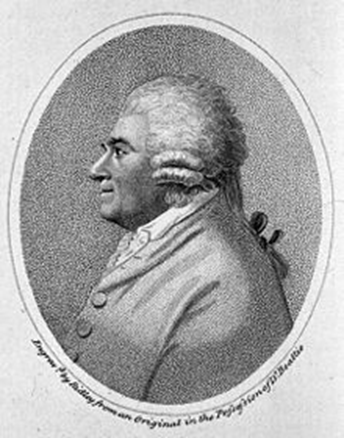 Engrav'd by Ridley from an Original in the Possession of Dr. Beattie